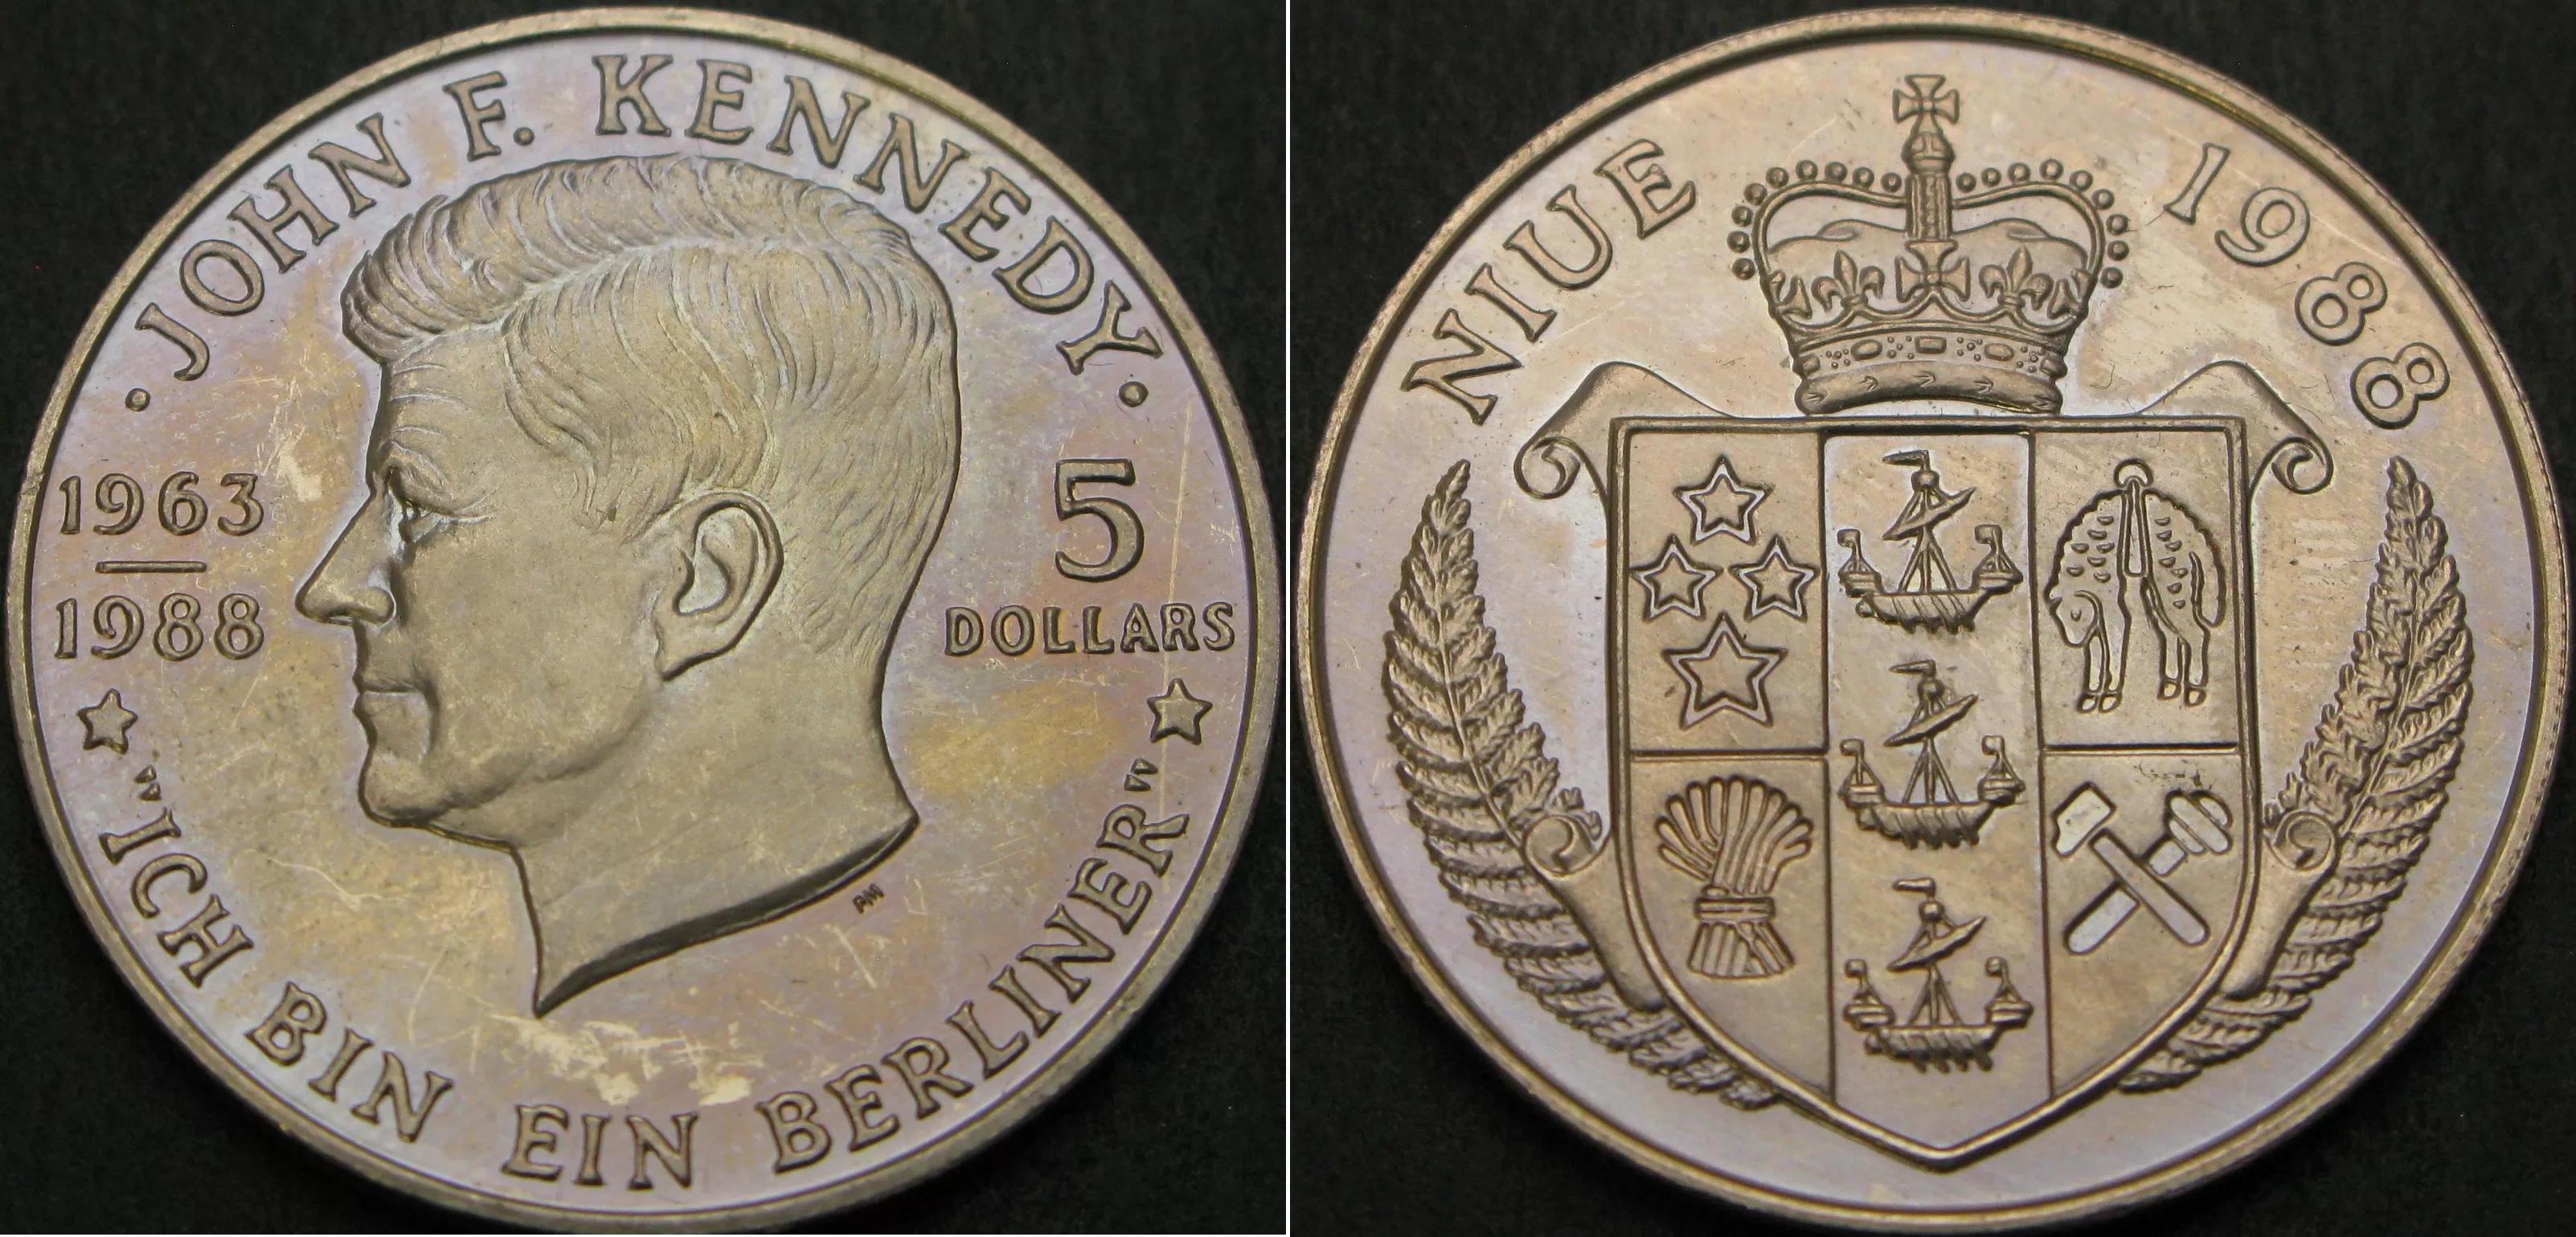 · JOHN F. KENNEDY ·
1963
1988
5
DOLLARS
"ICH BIN EIN BERLINER"
NIUE 1988